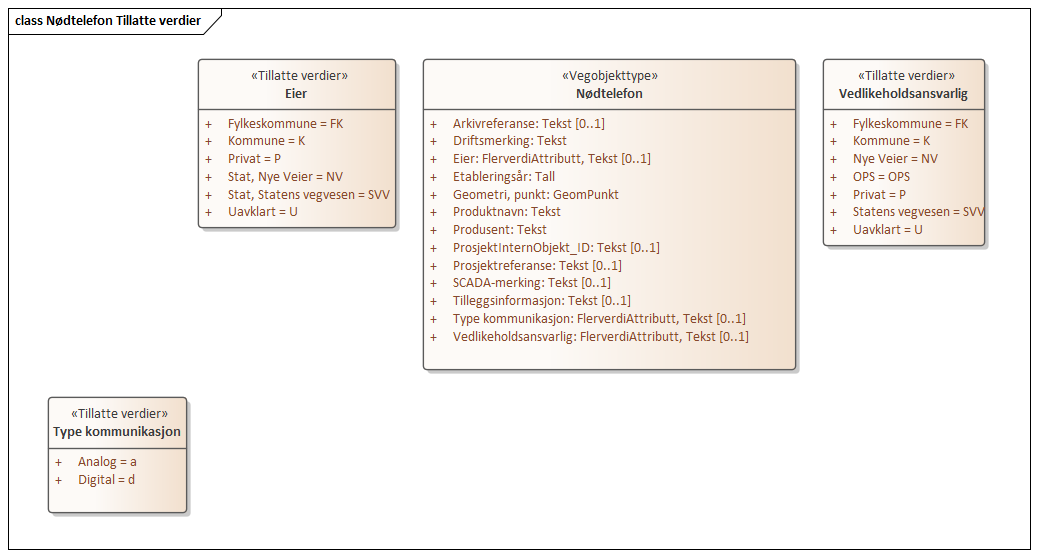 class Nødtelefon Tillatte verdier
«Tillatte verdier»
Eier
+ Fylkeskommune = FK
+ Kommune = K
+ Privat = P
+ Stat, Nye Veier = NV
+ Stat, Statens vegvesen = SVV
+ Uavklart = U
«Vegobjekttype»
Nødtelefon
+ Arkivreferanse: Tekst [0..1]
+ Driftsmerking: Tekst
+ Eier: FlerverdiAttributt, Tekst [0..1]
+ Etableringsår: Tall
+ Geometri, punkt: GeomPunkt
+ Produktnavn: Tekst
+ Produsent: Tekst
+ ProsjektInternObjekt_ID: Tekst [0..1]
+ Prosjektreferanse: Tekst [0..1]
+ SCADA-merking: Tekst [0..1]
+ Tilleggsinformasjon: Tekst [0..1]
+ Type kommunikasjon: FlerverdiAttributt, Tekst [0..1]
+ Vedlikeholdsansvarlig: FlerverdiAttributt, Tekst [0..1]
«Tillatte verdier»
Vedlikeholdsansvarlig
+ Fylkeskommune = FK
+ Kommune = K
+ Nye Veier = NV
+ OPS = OPS
+ Privat = P
+ Statens vegvesen = SVV
+ Uavklart = U
«Tillatte verdier»
Type kommunikasjon
+ Analog = a
+ Digital = d